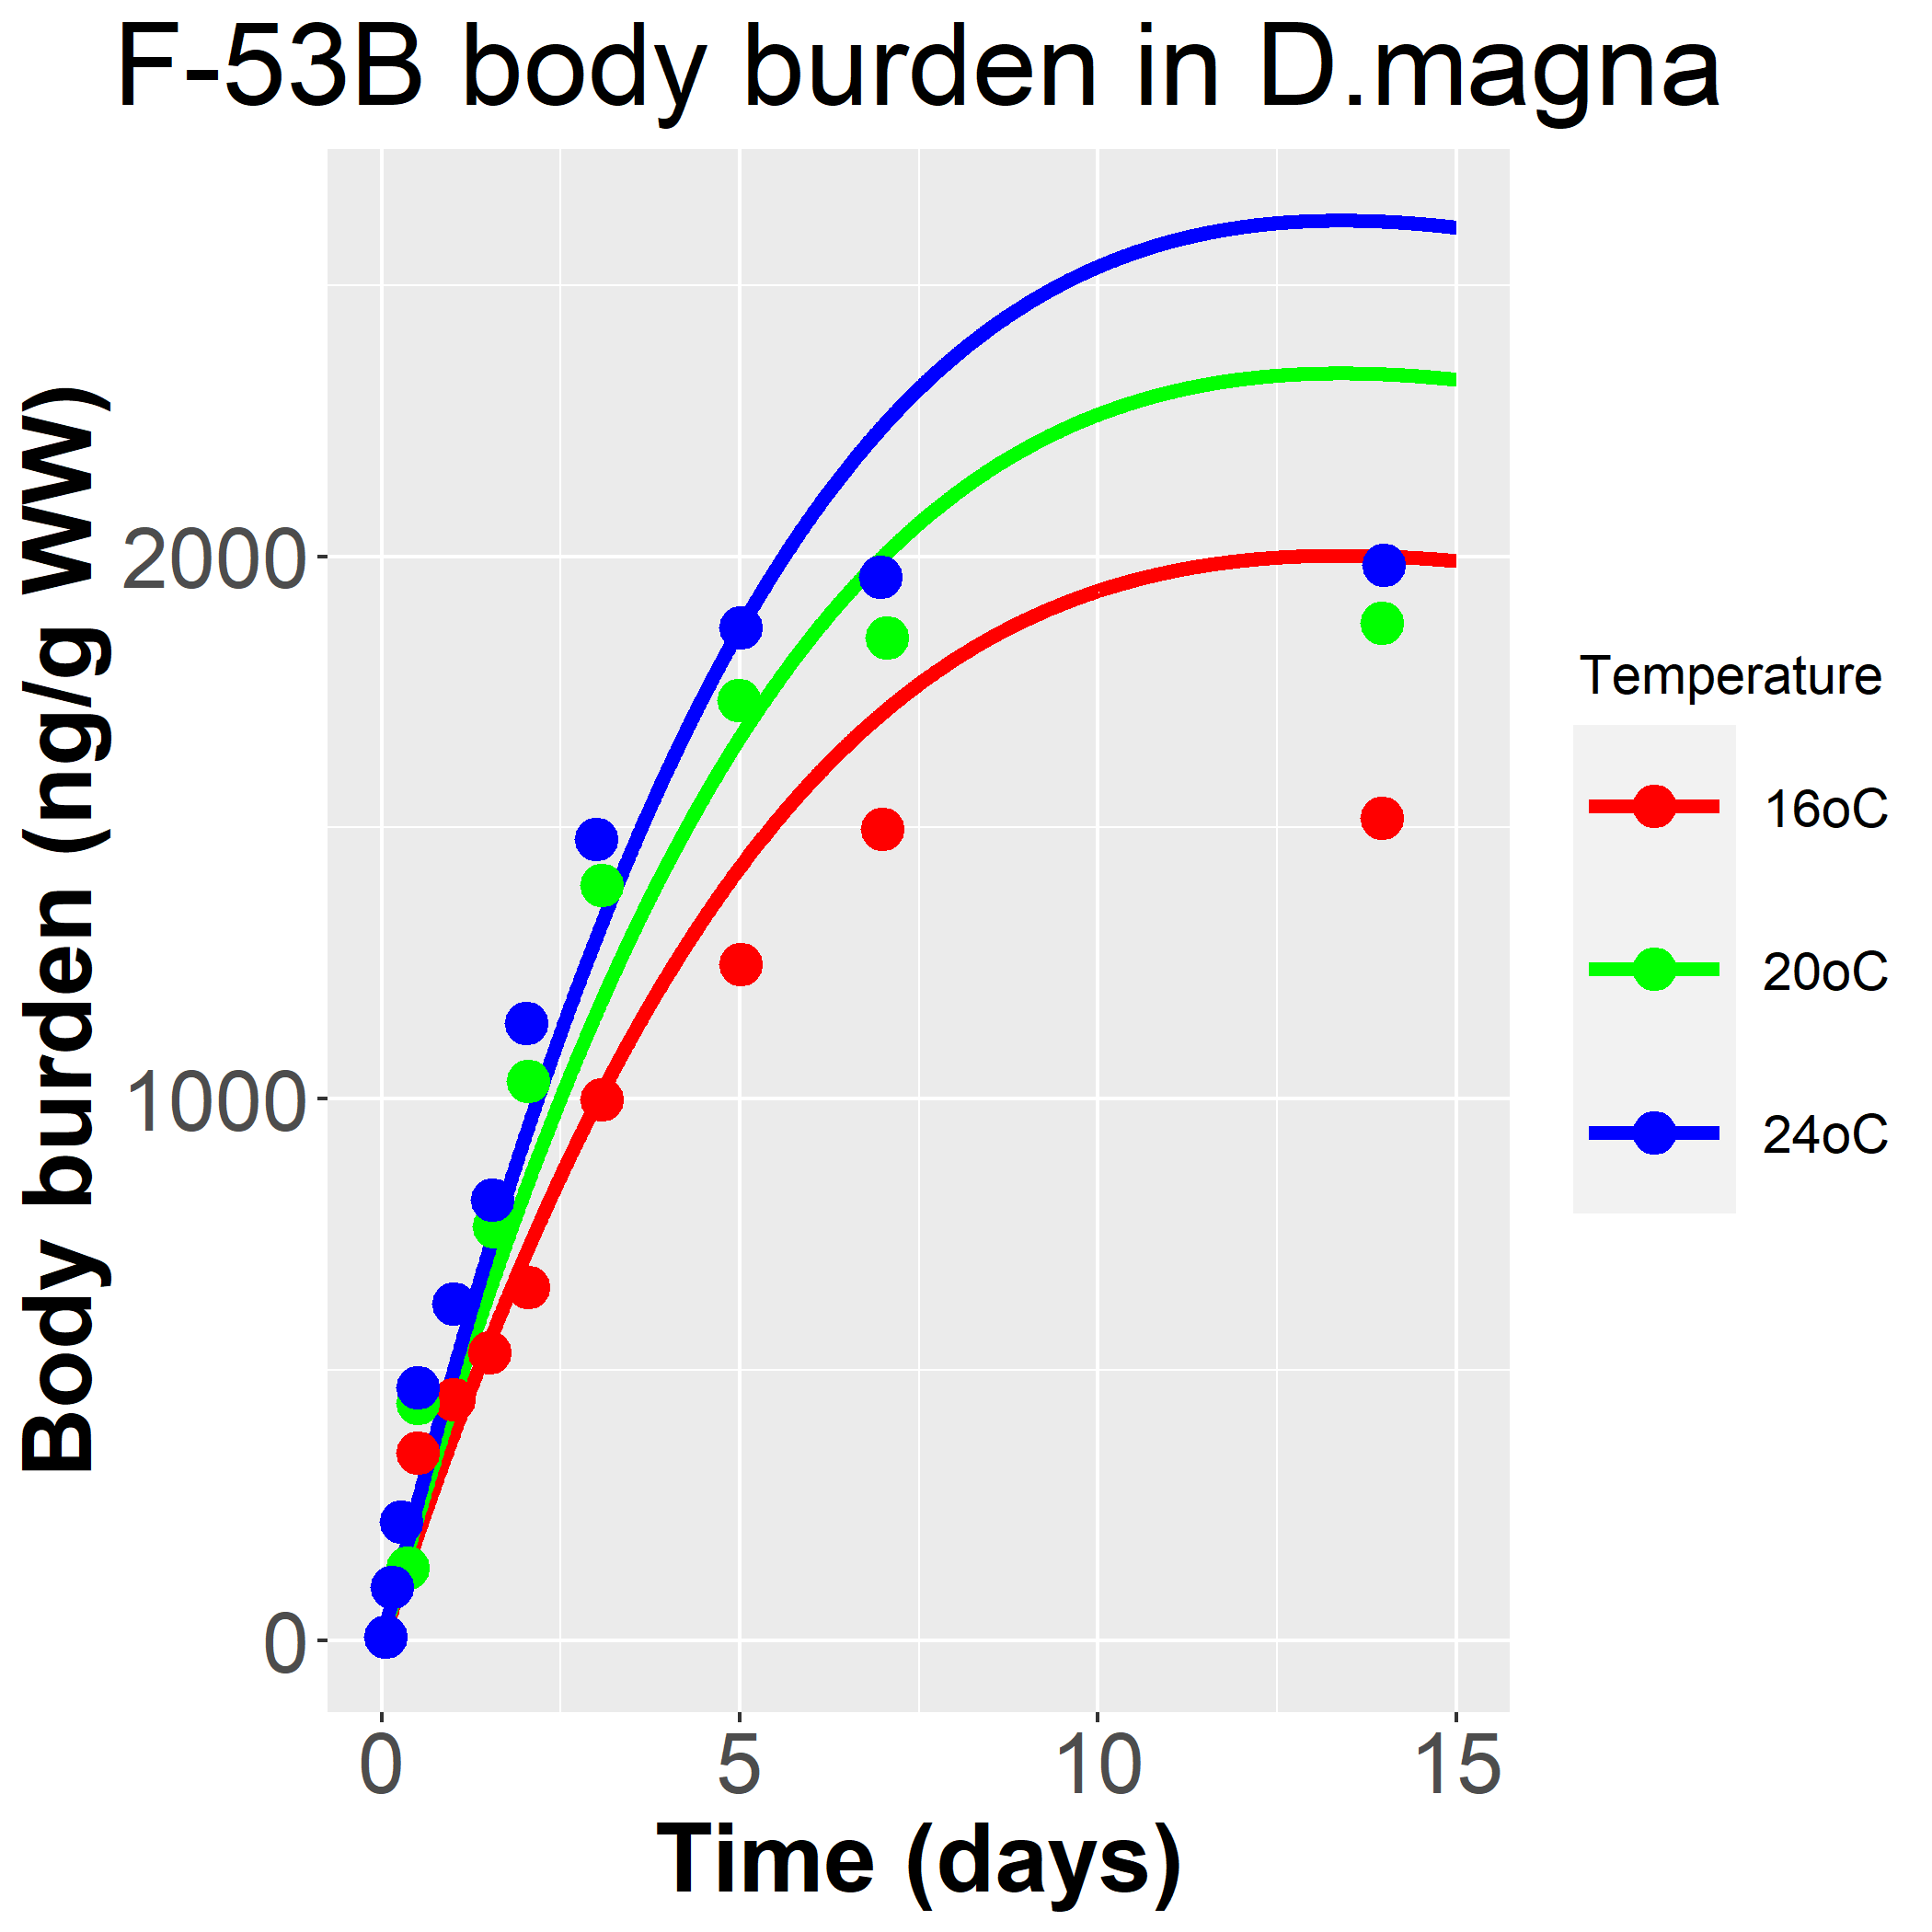 F-53B body burden in D.magna
Body burden (ng/g WW)
2000
1000
0
0 5 10 15
Time (days)
Temperature
16oC
20oC
24oC